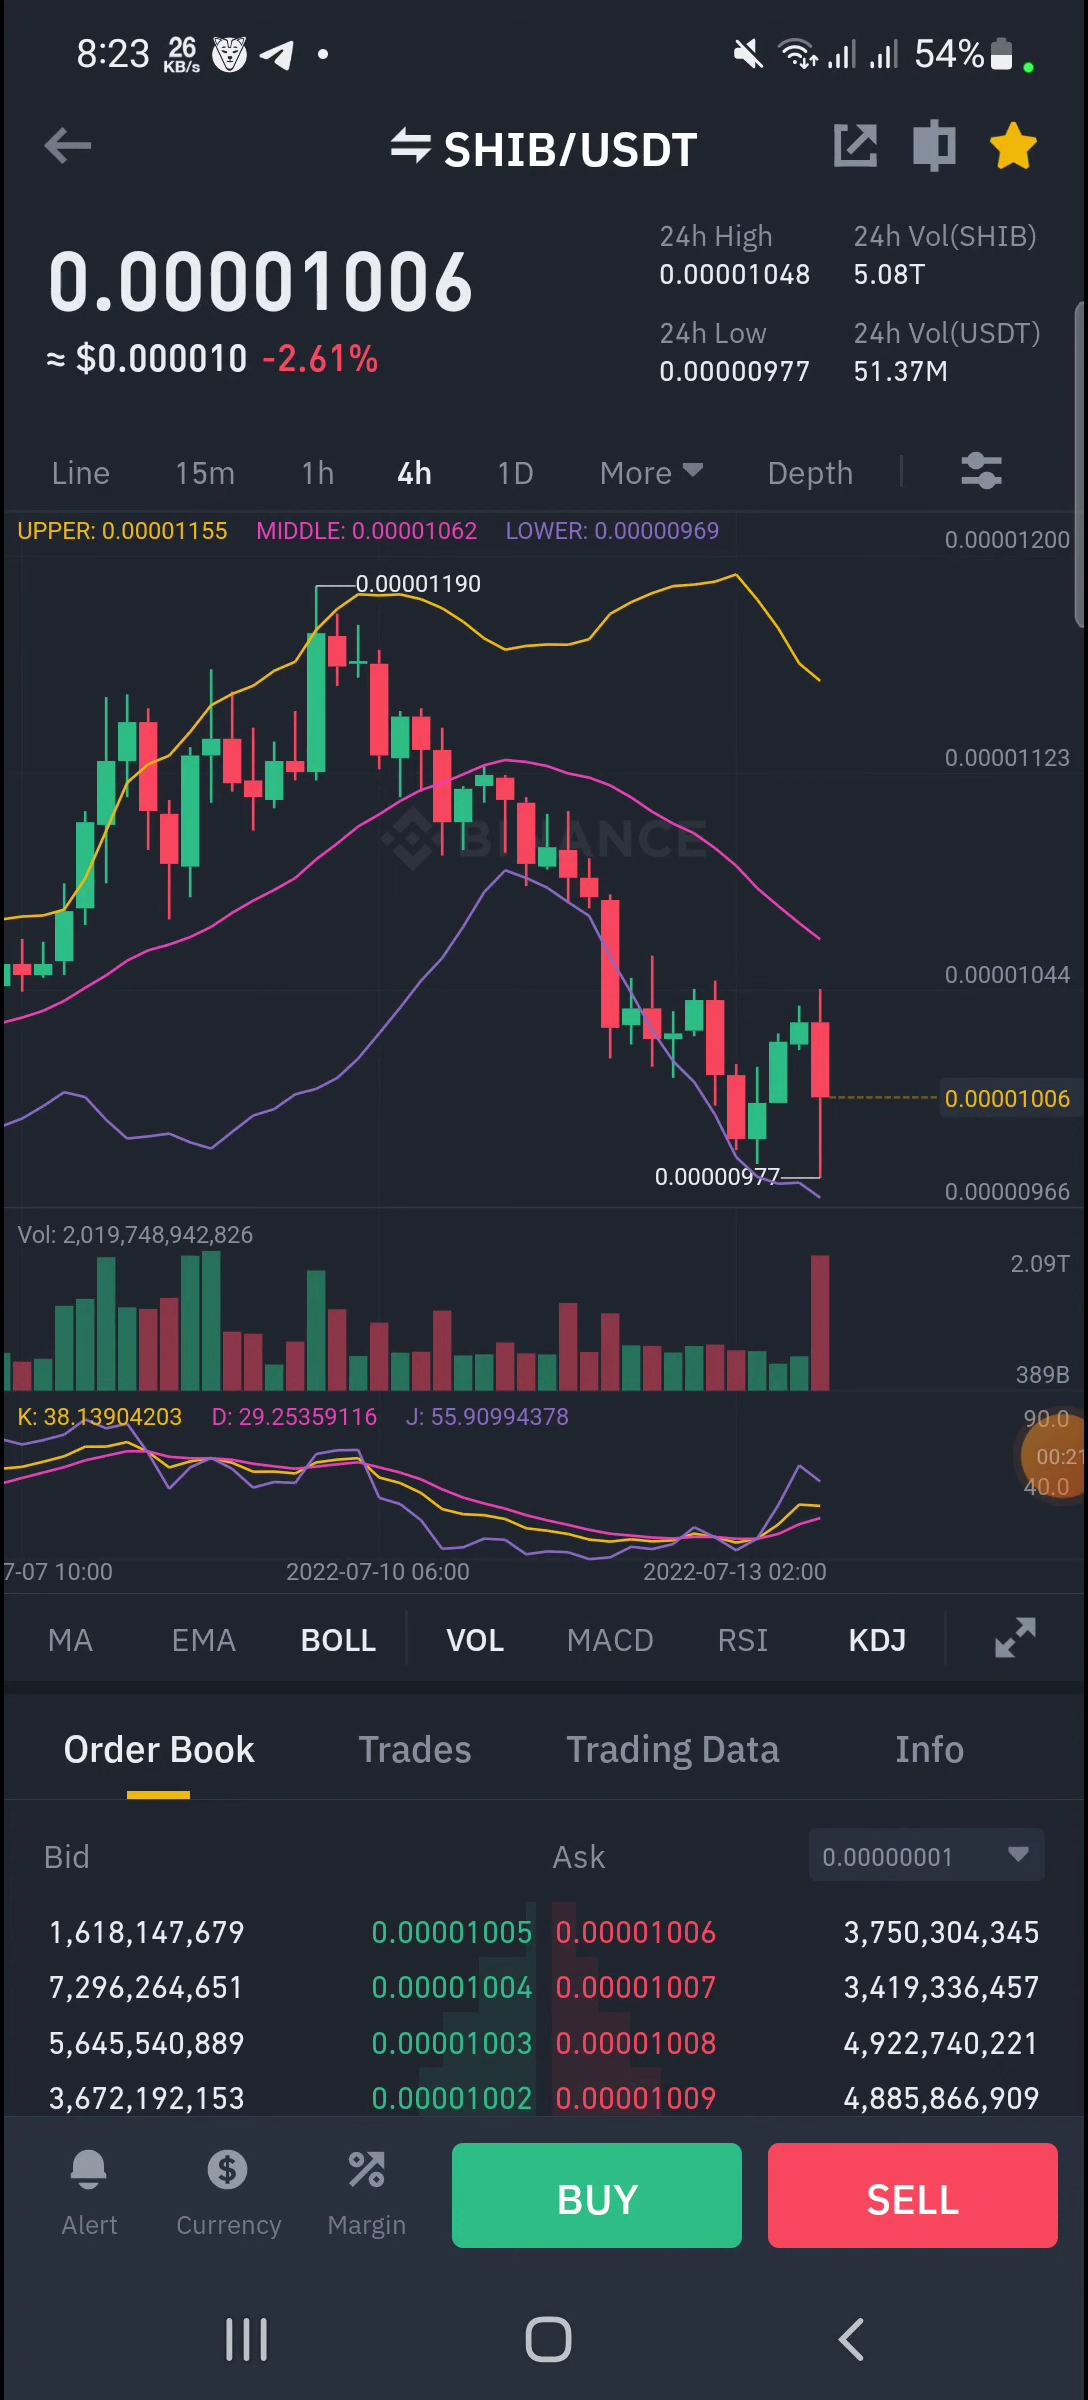 8:23 26 KB/s 54%
SHIB/USDT
0.00001006
≈ $0.000010 -2.61%
24h High 24h Vol(SHIB)
0.00001048 5.08T
24h Low 24h Vol(USDT)
0.00000977 51.37M
Line 15m 1h 4h 1D More Depth
UPPER: 0.00001155 MIDDLE: 0.00001062 LOWER: 0.00000969
0.00001200
0.00001190
0.00001123
BINANCE
0.00001044
0.00001006
0.00000977
0.00000966
Vol: 2,019,748,942,826
2.09T
389B
K: 38.13904203 D: 29.25359116 J: 55.90994378
90.0
00:21
40.0
7-07 10:00 2022-07-10 06:00 2022-07-13 02:00
MA EMA BOLL VOL MACD RSI KDJ
Order Book Trades Trading Data Info
Bid Ask 0.00000001
1,618,147,679 0.00001005 0.00001006 3,750,304,345
7,296,264,651 0.00001004 0.00001007 3,419,336,457
5,645,540,889 0.00001003 0.00001008 4,922,740,221
3,672,192,153 0.00001002 0.00001009 4,885,866,909
Alert Currency Margin BUY SELL